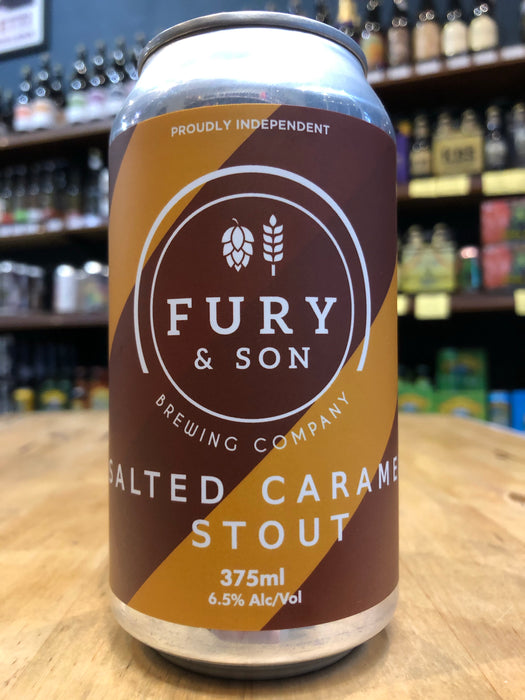 PROUDLY INDEPENDENT
FURY
& SON
BREWING COMPANY
SALTED CARAME
STOUT
375ml
6.5% Alc/Vol